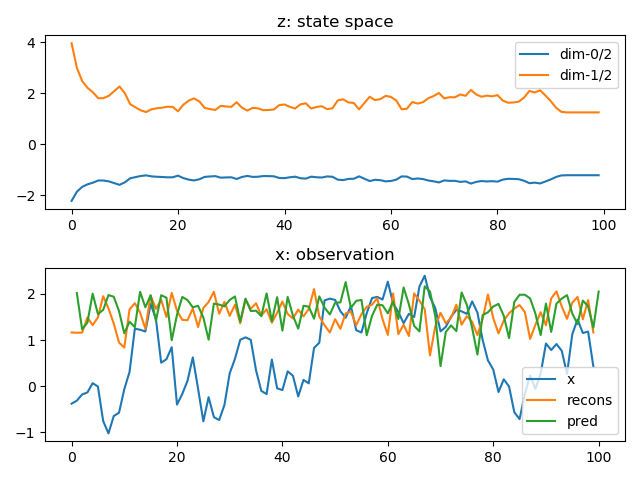 z: state space
4
2
0
−2
dim-0/2
dim-1/2
0 20 40 60 80 100
x: observation
2
1
0
−1
x
recons
pred
0 20 40 60 80 100